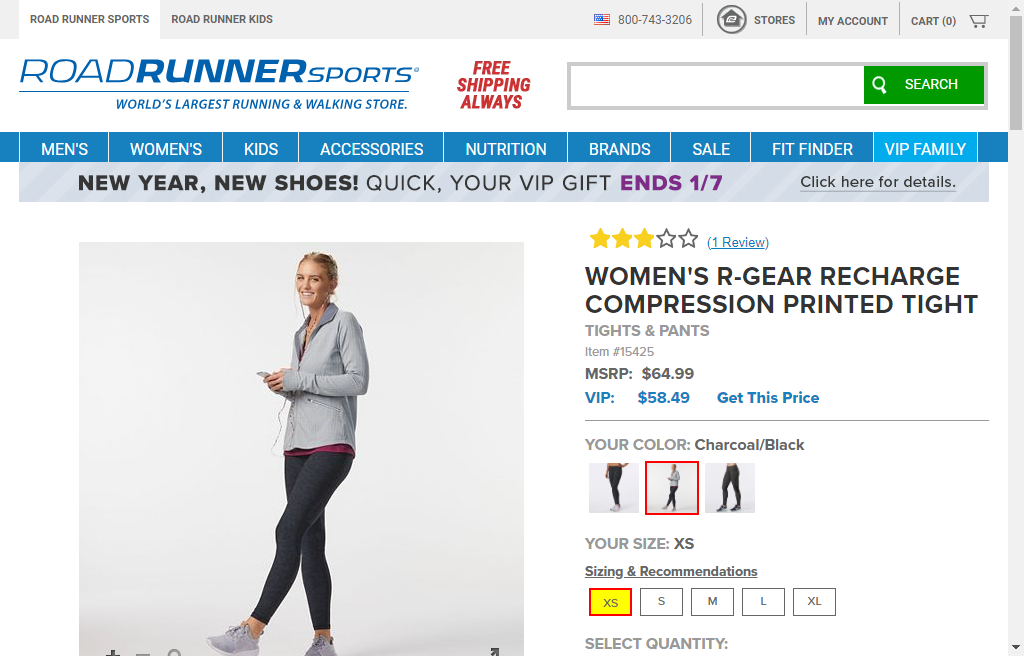 ROAD RUNNER SPORTS
ROAD RUNNER KIDS
800-743-3206
STORES
MY ACCOUNT
CART (0)
ROADRUNNERSPORTS®
WORLD'S LARGEST RUNNING & WALKING STORE.
FREE
SHIPPING
ALWAYS
SEARCH
MEN'S
WOMEN'S
KIDS
ACCESSORIES
NUTRITION
BRANDS
SALE
FIT FINDER
VIP FAMILY
NEW YEAR, NEW SHOES! QUICK, YOUR VIP GIFT ENDS 1/7
Click here for details.
(1 Review)
WOMEN'S R-GEAR RECHARGE
COMPRESSION PRINTED TIGHT
TIGHTS & PANTS
Item #15425
MSRP: $64.99
VIP: $58.49 Get This Price
YOUR COLOR: Charcoal/Black
YOUR SIZE: XS
Sizing & Recommendations
XS S M L XL
SELECT QUANTITY: